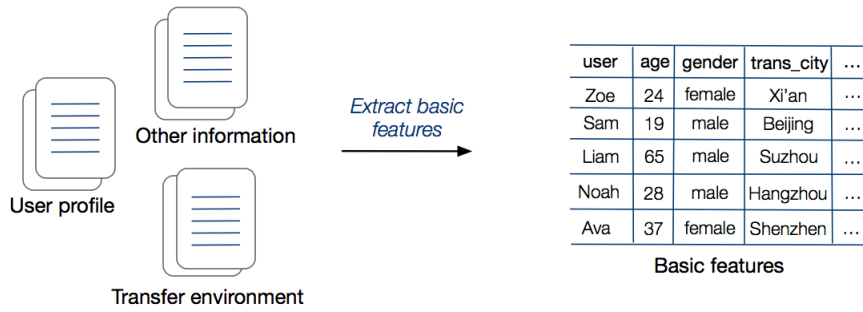 Other information
User profile
Transfer environment
Extract basic
features
user age gender trans_city ...
Zoe 24 female Xi'an ...
Sam 19 male Beijing ...
Liam 65 male Suzhou ...
Noah 28 male Hangzhou ...
Ava 37 female Shenzhen ...
Basic features